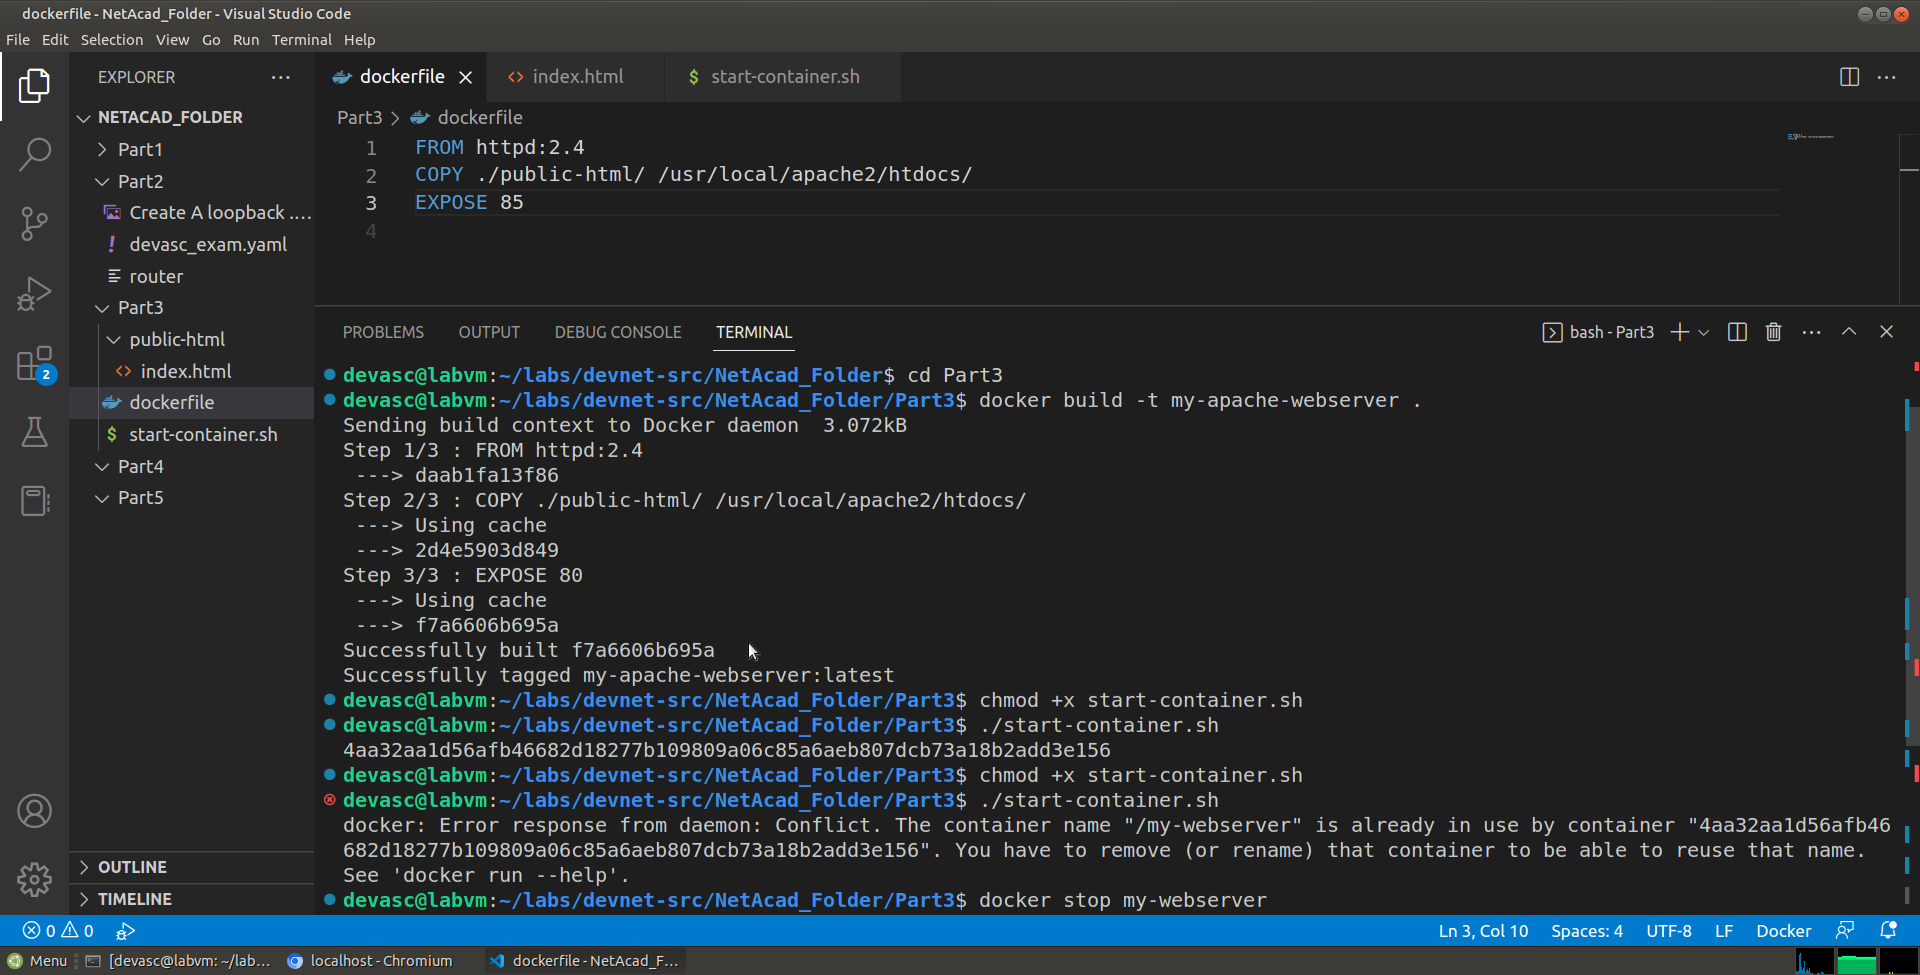 dockerfile - NetAcad_Folder - Visual Studio Code
File Edit Selection View Go Run Terminal Help
EXPLORER
dockerfile
index.html
$ start-container.sh
NETACAD_FOLDER
Part1
Part2
Create A loopback ....
! devasc_exam.yaml
router
Part3
public-html
index.html
dockerfile
$ start-container.sh
Part4
Part5
OUTLINE
TIMELINE
2
Part3 > dockerfile
1 FROM httpd:2.4
2 COPY ./public-html/ /usr/local/apache2/htdocs/
3 EXPOSE 85
4
PROBLEMS OUTPUT DEBUG CONSOLE TERMINAL
bash - Part3
devasc@labvm:~/labs/devnet-src/NetAcad_Folder$ cd Part3
devasc@labvm:~/labs/devnet-src/NetAcad_Folder/Part3$ docker build -t my-apache-webserver .
Sending build context to Docker daemon  3.072kB
Step 1/3 : FROM httpd:2.4
 ---> daab1fa13f86
Step 2/3 : COPY ./public-html/ /usr/local/apache2/htdocs/
 ---> Using cache
 ---> 2d4e5903d849
Step 3/3 : EXPOSE 80
 ---> Using cache
 ---> f7a6606b695a
Successfully built f7a6606b695a
Successfully tagged my-apache-webserver:latest
devasc@labvm:~/labs/devnet-src/NetAcad_Folder/Part3$ chmod +x start-container.sh
devasc@labvm:~/labs/devnet-src/NetAcad_Folder/Part3$ ./start-container.sh
4aa32aa1d56afb46682d18277b109809a06c85a6aeb807dcb73a18b2add3e156
devasc@labvm:~/labs/devnet-src/NetAcad_Folder/Part3$ chmod +x start-container.sh
devasc@labvm:~/labs/devnet-src/NetAcad_Folder/Part3$ ./start-container.sh
docker: Error response from daemon: Conflict. The container name "/my-webserver" is already in use by container "4aa32aa1d56afb46
682d18277b109809a06c85a6aeb807dcb73a18b2add3e156". You have to remove (or rename) that container to be able to reuse that name.
See 'docker run --help'.
devasc@labvm:~/labs/devnet-src/NetAcad_Folder/Part3$ docker stop my-webserver
0 0
Ln 3, Col 10 Spaces: 4 UTF-8 LF Docker
Menu [devasc@labvm: ~/lab... localhost - Chromium dockerfile - NetAcad_F...